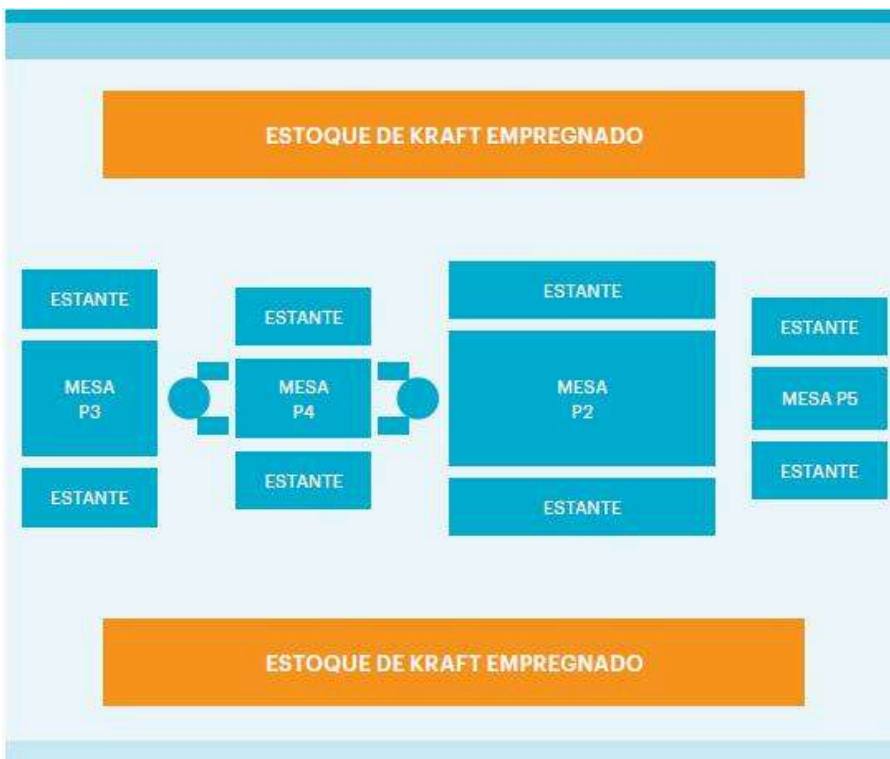 ESTOQUE DE KRAFT EMPREGNADO
ESTANTE
MESA
P3
ESTANTE
ESTANTE
MESA
P4
ESTANTE
ESTANTE
MESA
P2
ESTANTE
ESTANTE
MESA P5
ESTANTE
ESTOQUE DE KRAFT EMPREGNADO